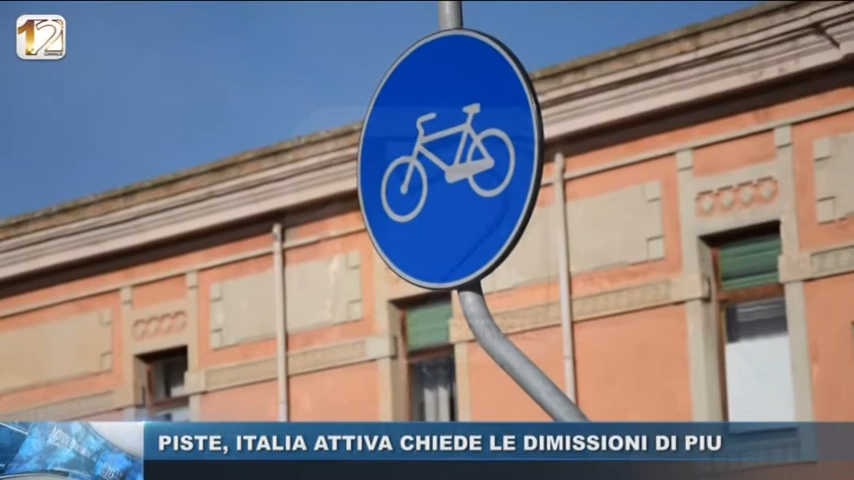 12
PISTE, ITALIA ATTIVA CHIEDE LE DIMISSIONI DI PIU